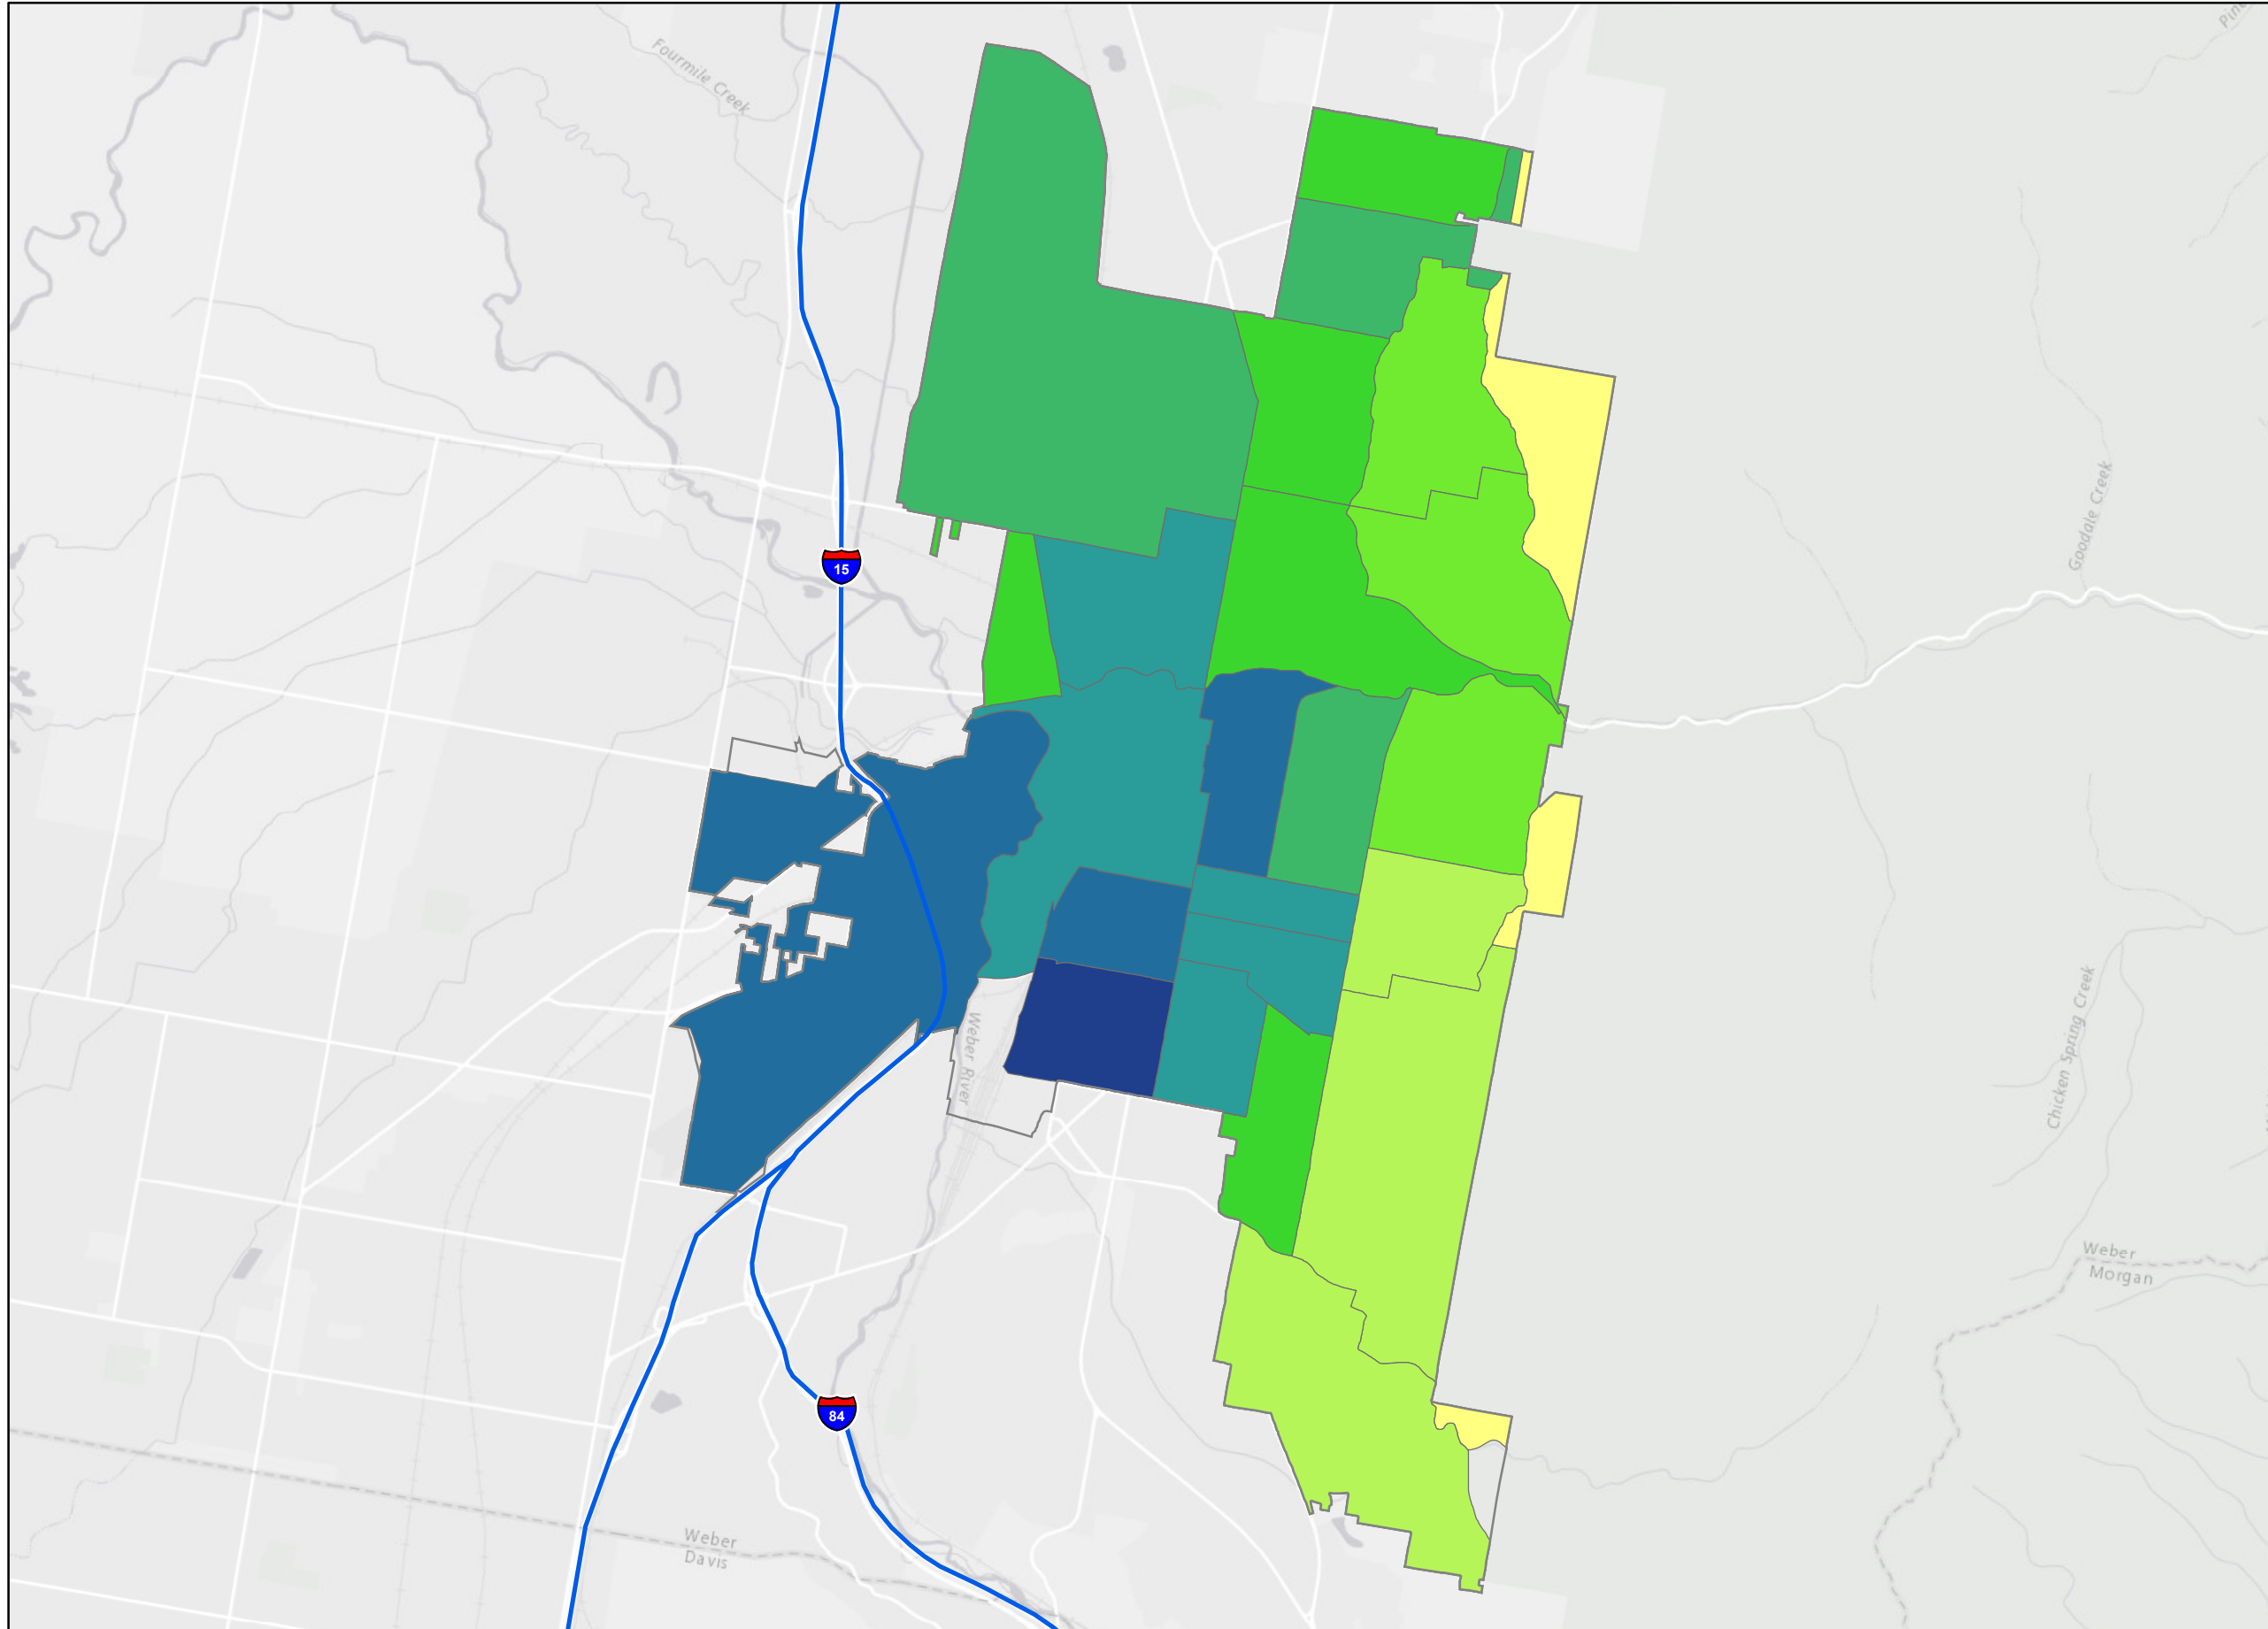 Fourmile Creek
Goodale Creek
15
Weber River
Chicken Spring Creek
Weber
Morgan
84
Weber
Davis